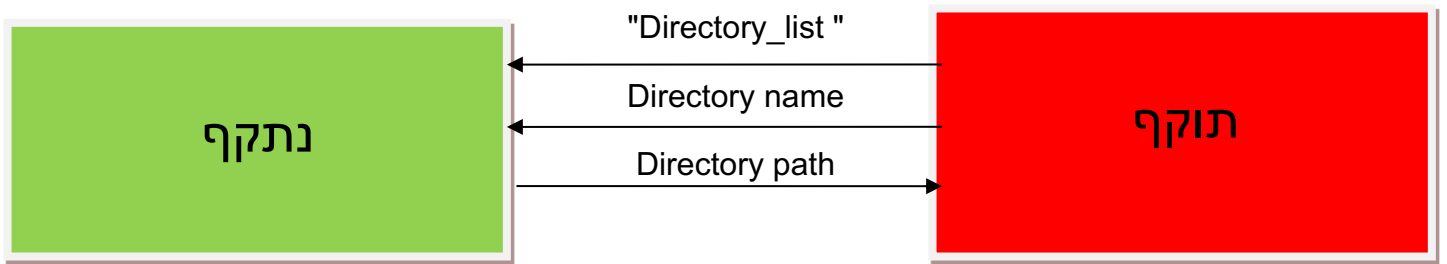 "Directory_list "
Directory name
Directory path
נתקף
תוקף